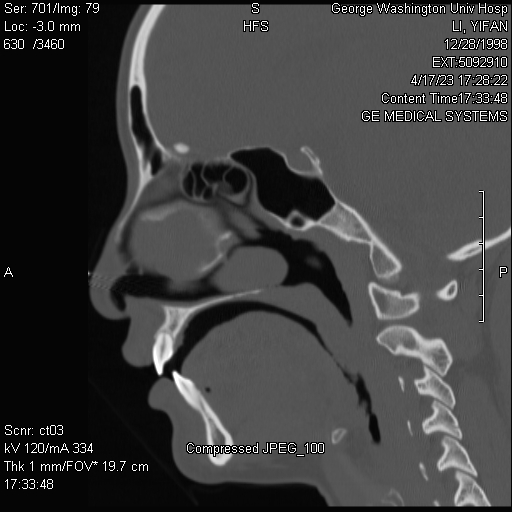 Ser: 701/Img: 79
Loc: -3.0 mm
630 /3460
S
HFS
George Washington Univ Hosp
LI, YIFAN
12/28/1998
EXT:5092910
4/17/23 17:28:22
Content Time17:33:48
GE MEDICAL SYSTEMS
A
P
Scnr: ct03
kV 120/mA 334
Thk 1 mm/FOV* 19.7 cm
17:33:48
Compressed JPEG_100